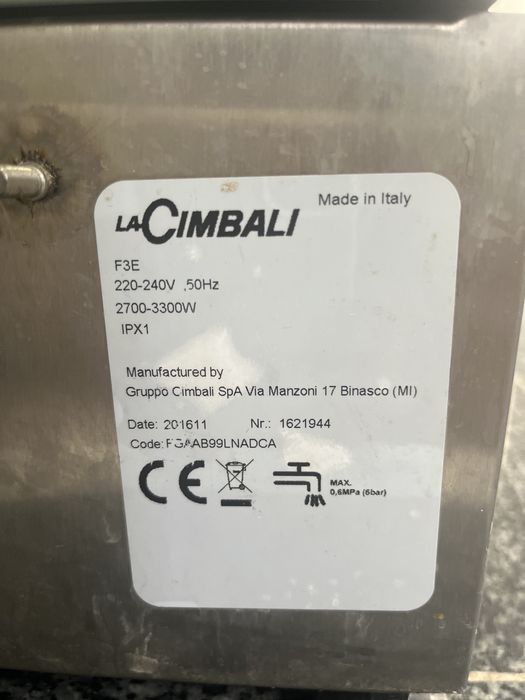 Made in Italy
LACIMBALI
F3E
220-240V ,50Hz
2700-3300W
IPX1
Manufactured by
Gruppo Cimbali SpA Via Manzoni 17 Binasco (MI)
Date: 201611 Nr.: 1621944
Code:
CE
MAX.
0,6MPa (6bar)